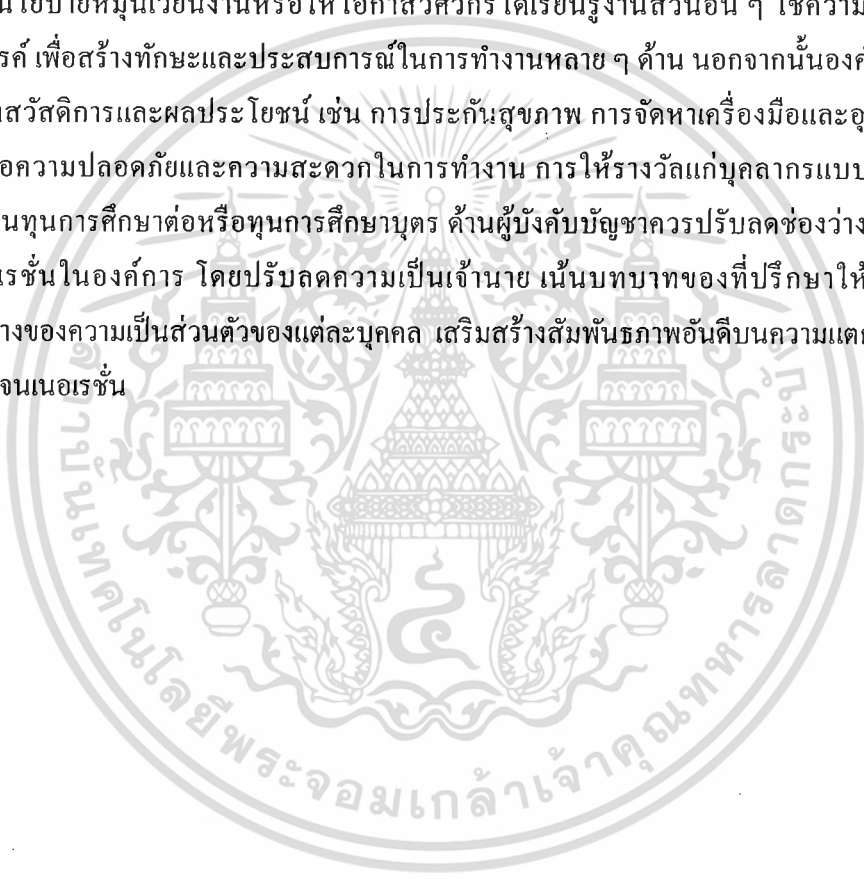 นโยบายหมุนเวียนงานหรือให้โอกาสวิศวกรได้เรียนรู้งานส่วนอื่น ๆ ใช้ความ
รค์ เพื่อสร้างทักษะและประสบการณ์ในการทำงานหลาย ๆ ด้าน นอกจากนั้นองค์
สวัสดิการและผลประโยชน์ เช่น การประกันสุขภาพ การจัดหาเครื่องมือและอุ
อความปลอดภัยและความสะดวกในการทำงาน การให้รางวัลแก่บุคลากรแบบ
นทุนการศึกษาต่อหรือทุนการศึกษาบุตร ด้านผู้บังคับบัญชาควรปรับลดช่องว่าง
เรชั่นในองค์การ โดยปรับลดความเป็นเจ้านาย เน้นบทบาทของที่ปรึกษาให้
างของความเป็นส่วนตัวของแต่ละบุคคล เสริมสร้างสัมพันธภาพอันดีบนความแตก
จนเนอเรชั่น
สถาบันเทคโนโลยีพระจอมเกล้าเจ้าคุณทหารลาดกระบัง